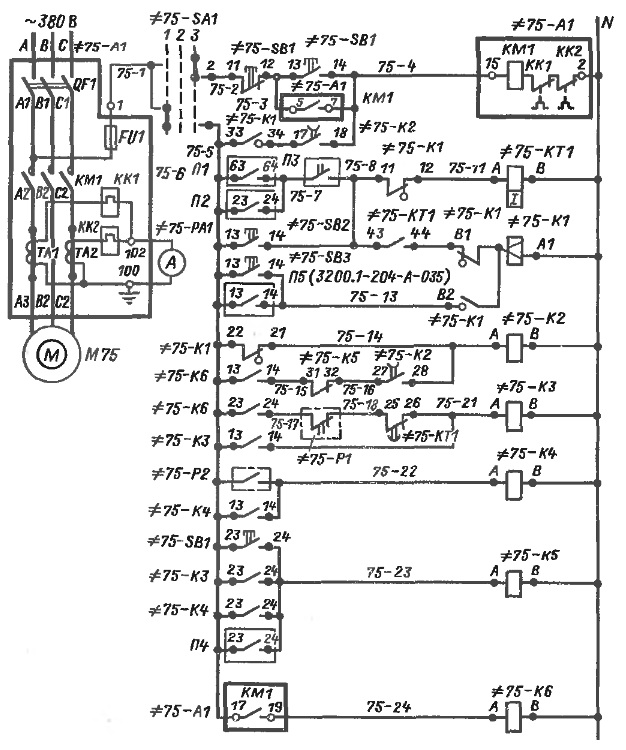 ~380 В
A B C
≠75-A1
75-1
QF1
A1 B1 C1
1
FU1
A2 B2 C2
KM1 KK1
KK2
TA1 TA2
102
100
A3 B2 C2
≠75-PA1
A
M
M75
≠75-SA1
1 2 3
2 11 12 13 14
≠75-SB1
≠75-SB1
75-2
75-3
≠75-A1
5 7
KM1
75-4
≠75-A1
15 KM1 KK1 KK2 2
N
≠75-K1
33 34 17 18
≠75-K2
75-5
75-6
П1
63 64
П3
75-7
75-8
≠75-K1
11 12
75-11
A B
≠75-KT1
I
П2
23 24
13 14
≠75-SB2
≠75-KT1
43 44
≠75-K1
B1
≠75-K1
A1
13 14
≠75-SB3
П5 (3200.1-204-A-035)
13 14
75-13
B2
≠75-K1
≠75-K1
22 21
75-14
A B
≠75-K2
≠75-K6
13 14
75-15
≠75-K5
31 32
75-16
≠75-K2
27 28
≠75-K6
23 24
75-17
75-18
25 26
75-21
A B
≠75-K3
≠75-K3
13 14
≠75-P1
≠75-KT1
≠75-P2
75-22
A B
≠75-K4
≠75-K4
13 14
≠75-SB1
23 24
≠75-K3
23 24
75-23
A B
≠75-K5
≠75-K4
23 24
П4
23 24
≠75-A1
KM1
17 19
75-24
A B
≠75-K6